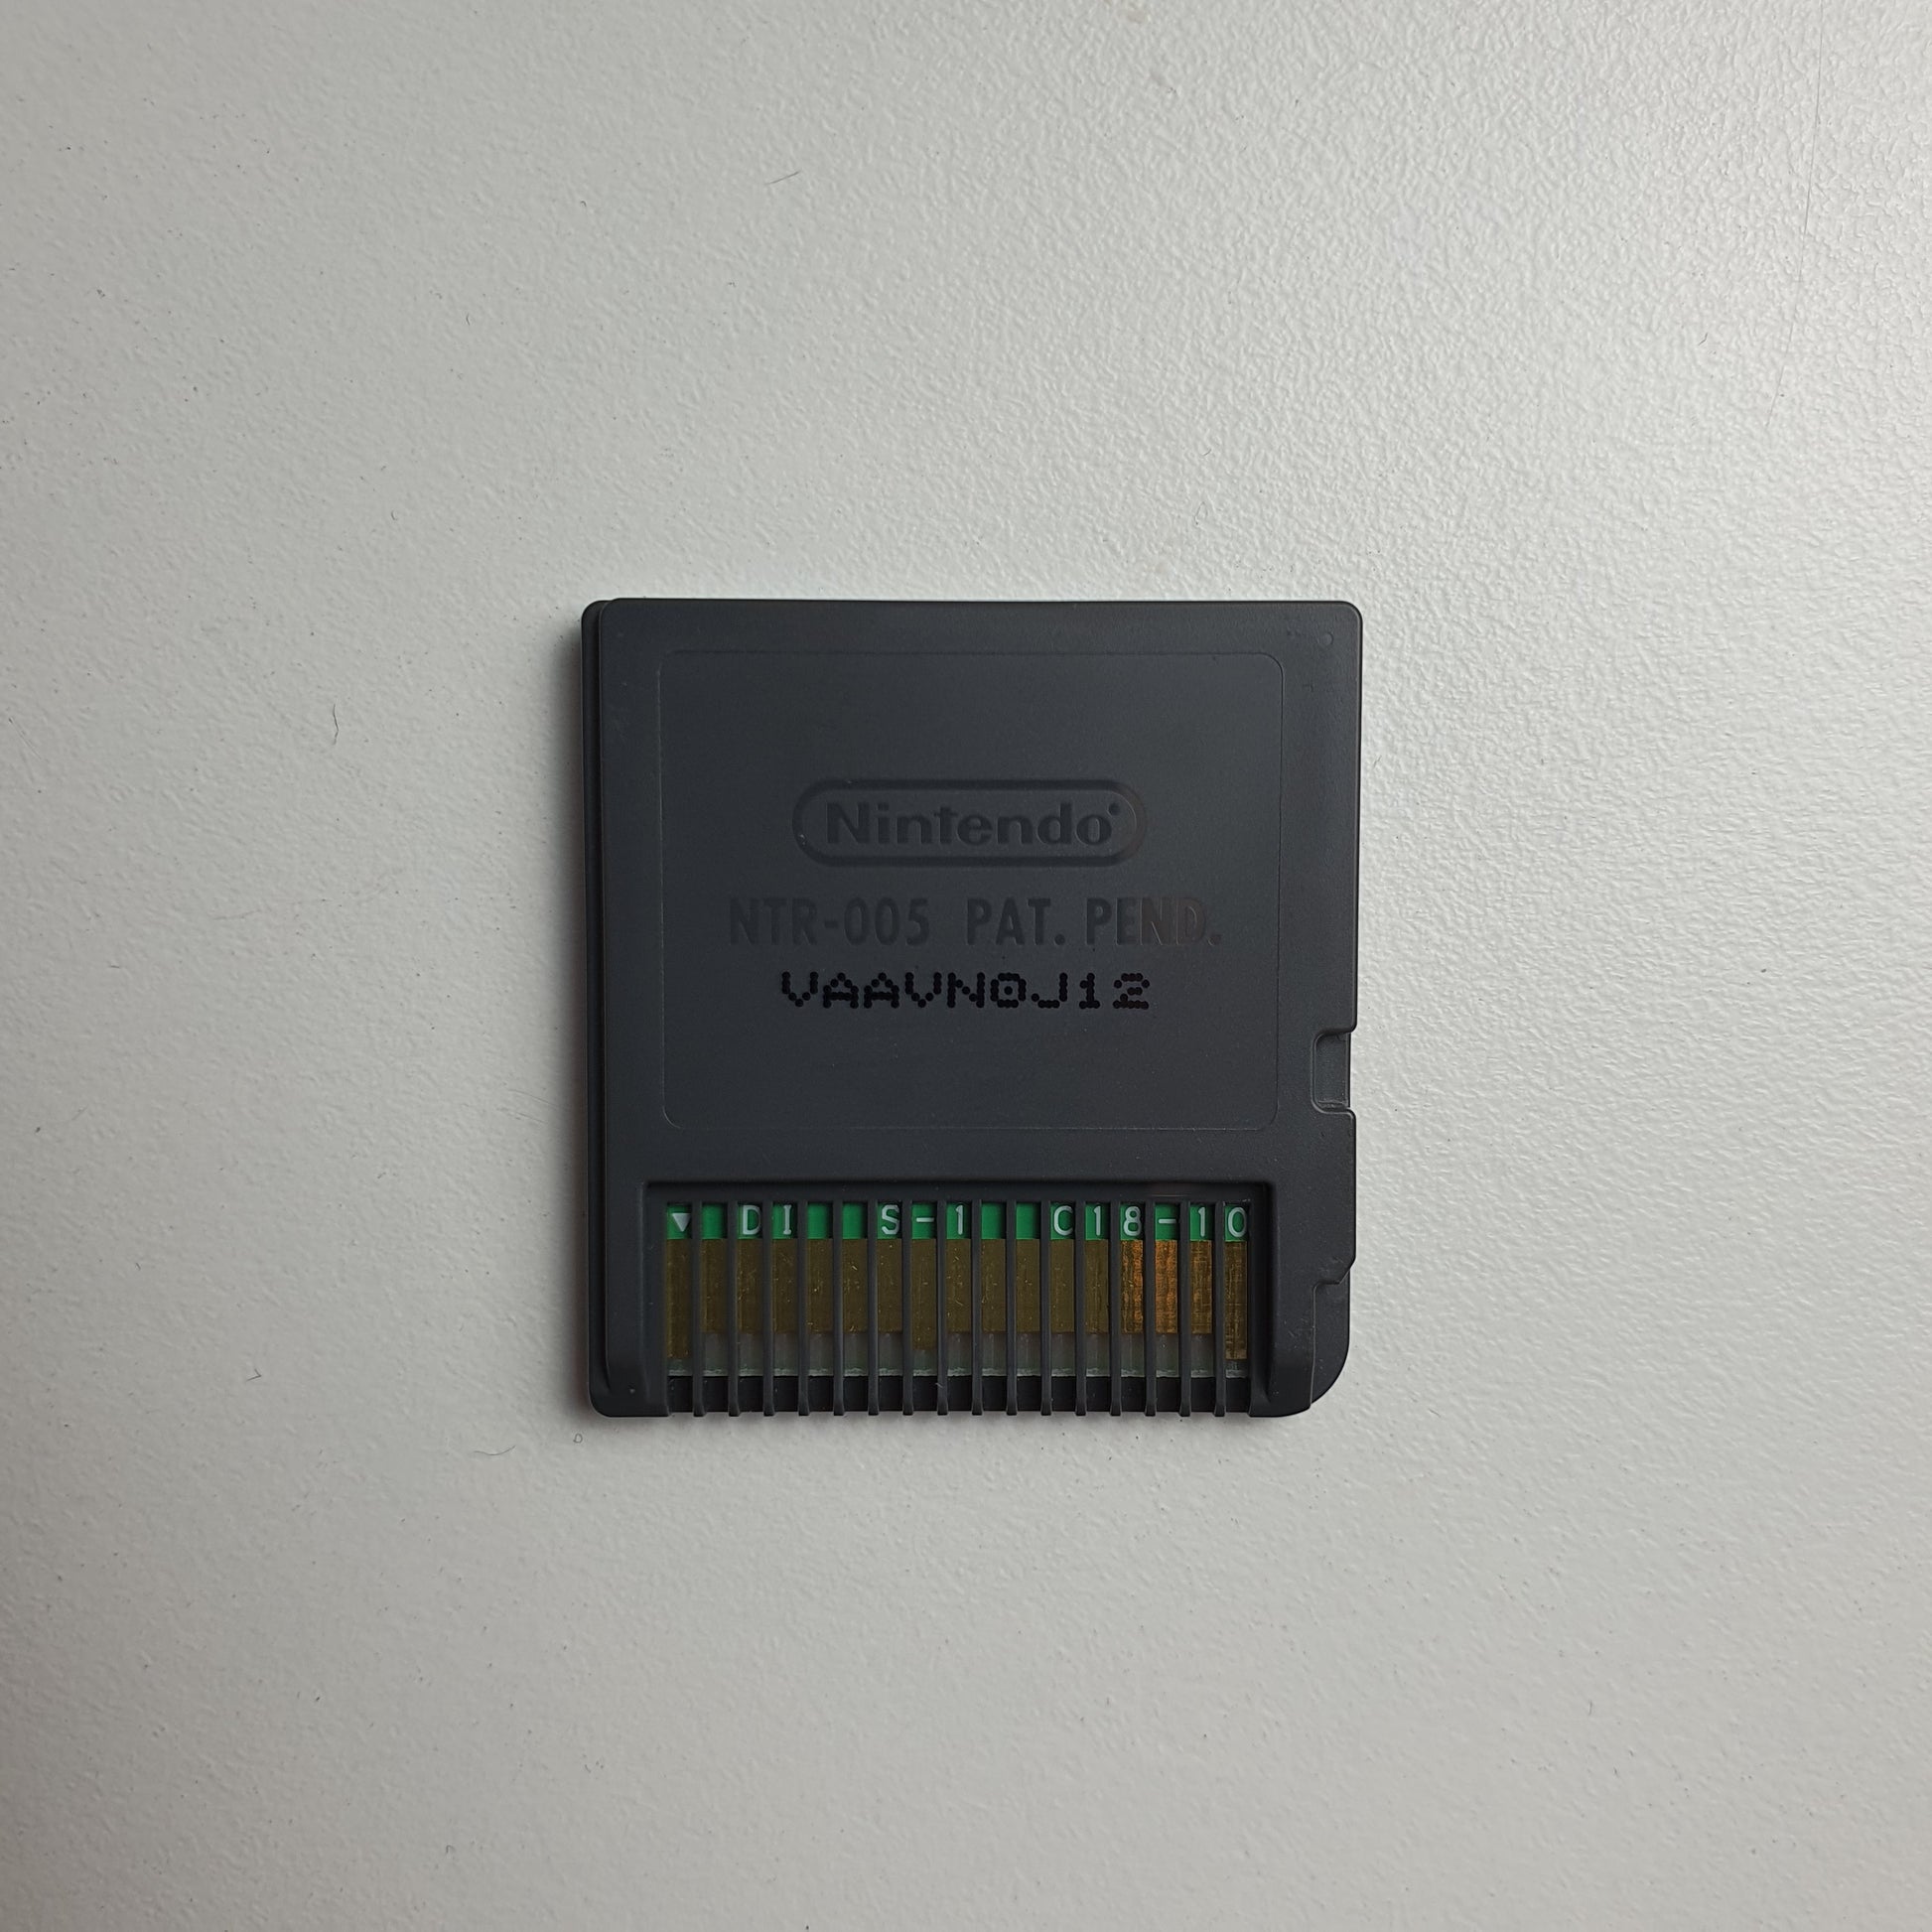 Nintendo
NTR-005 PAT. PEND.
VAAVN0J12
▼ DI S-1 C18-10